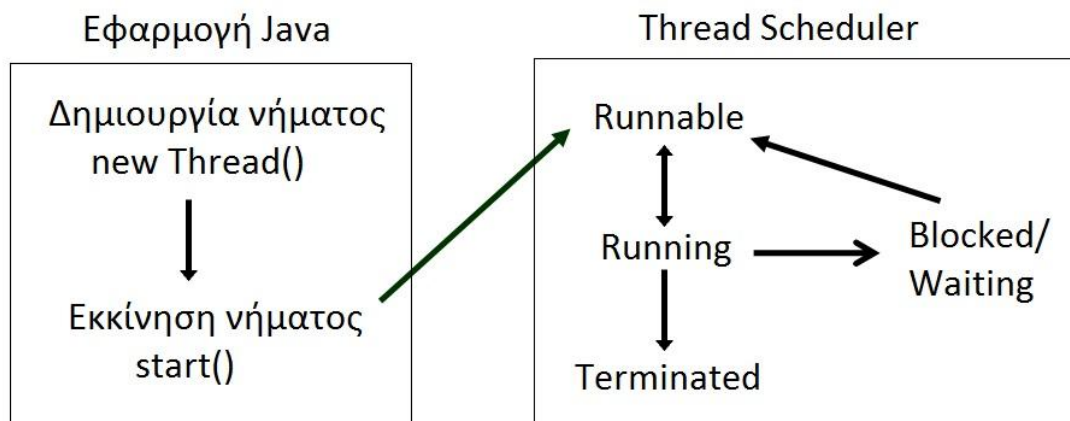 Εφαρμογή Java
Δημιουργία νήματος
new Thread()
Εκκίνηση νήματος
start()
Thread Scheduler
Runnable
Running
Blocked/
Waiting
Terminated